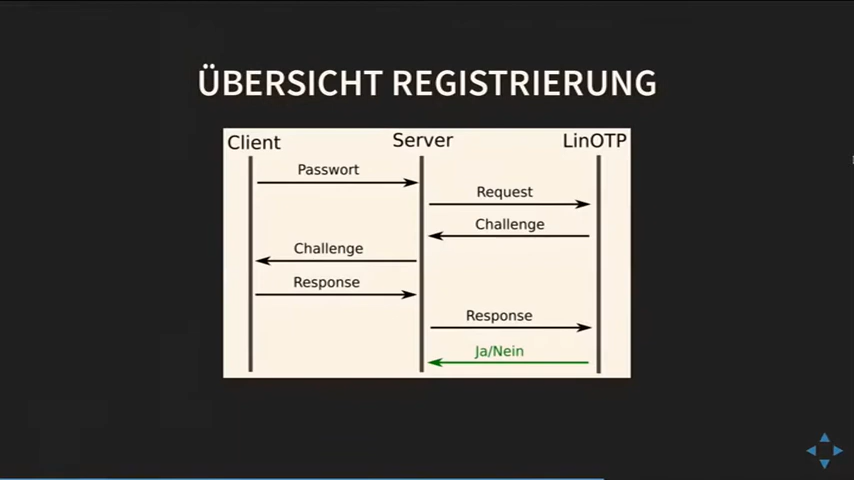 ÜBERSICHT REGISTRIERUNG
Client Server LinOTP
Passwort
Request
Challenge
Challenge
Response
Response
Ja/Nein